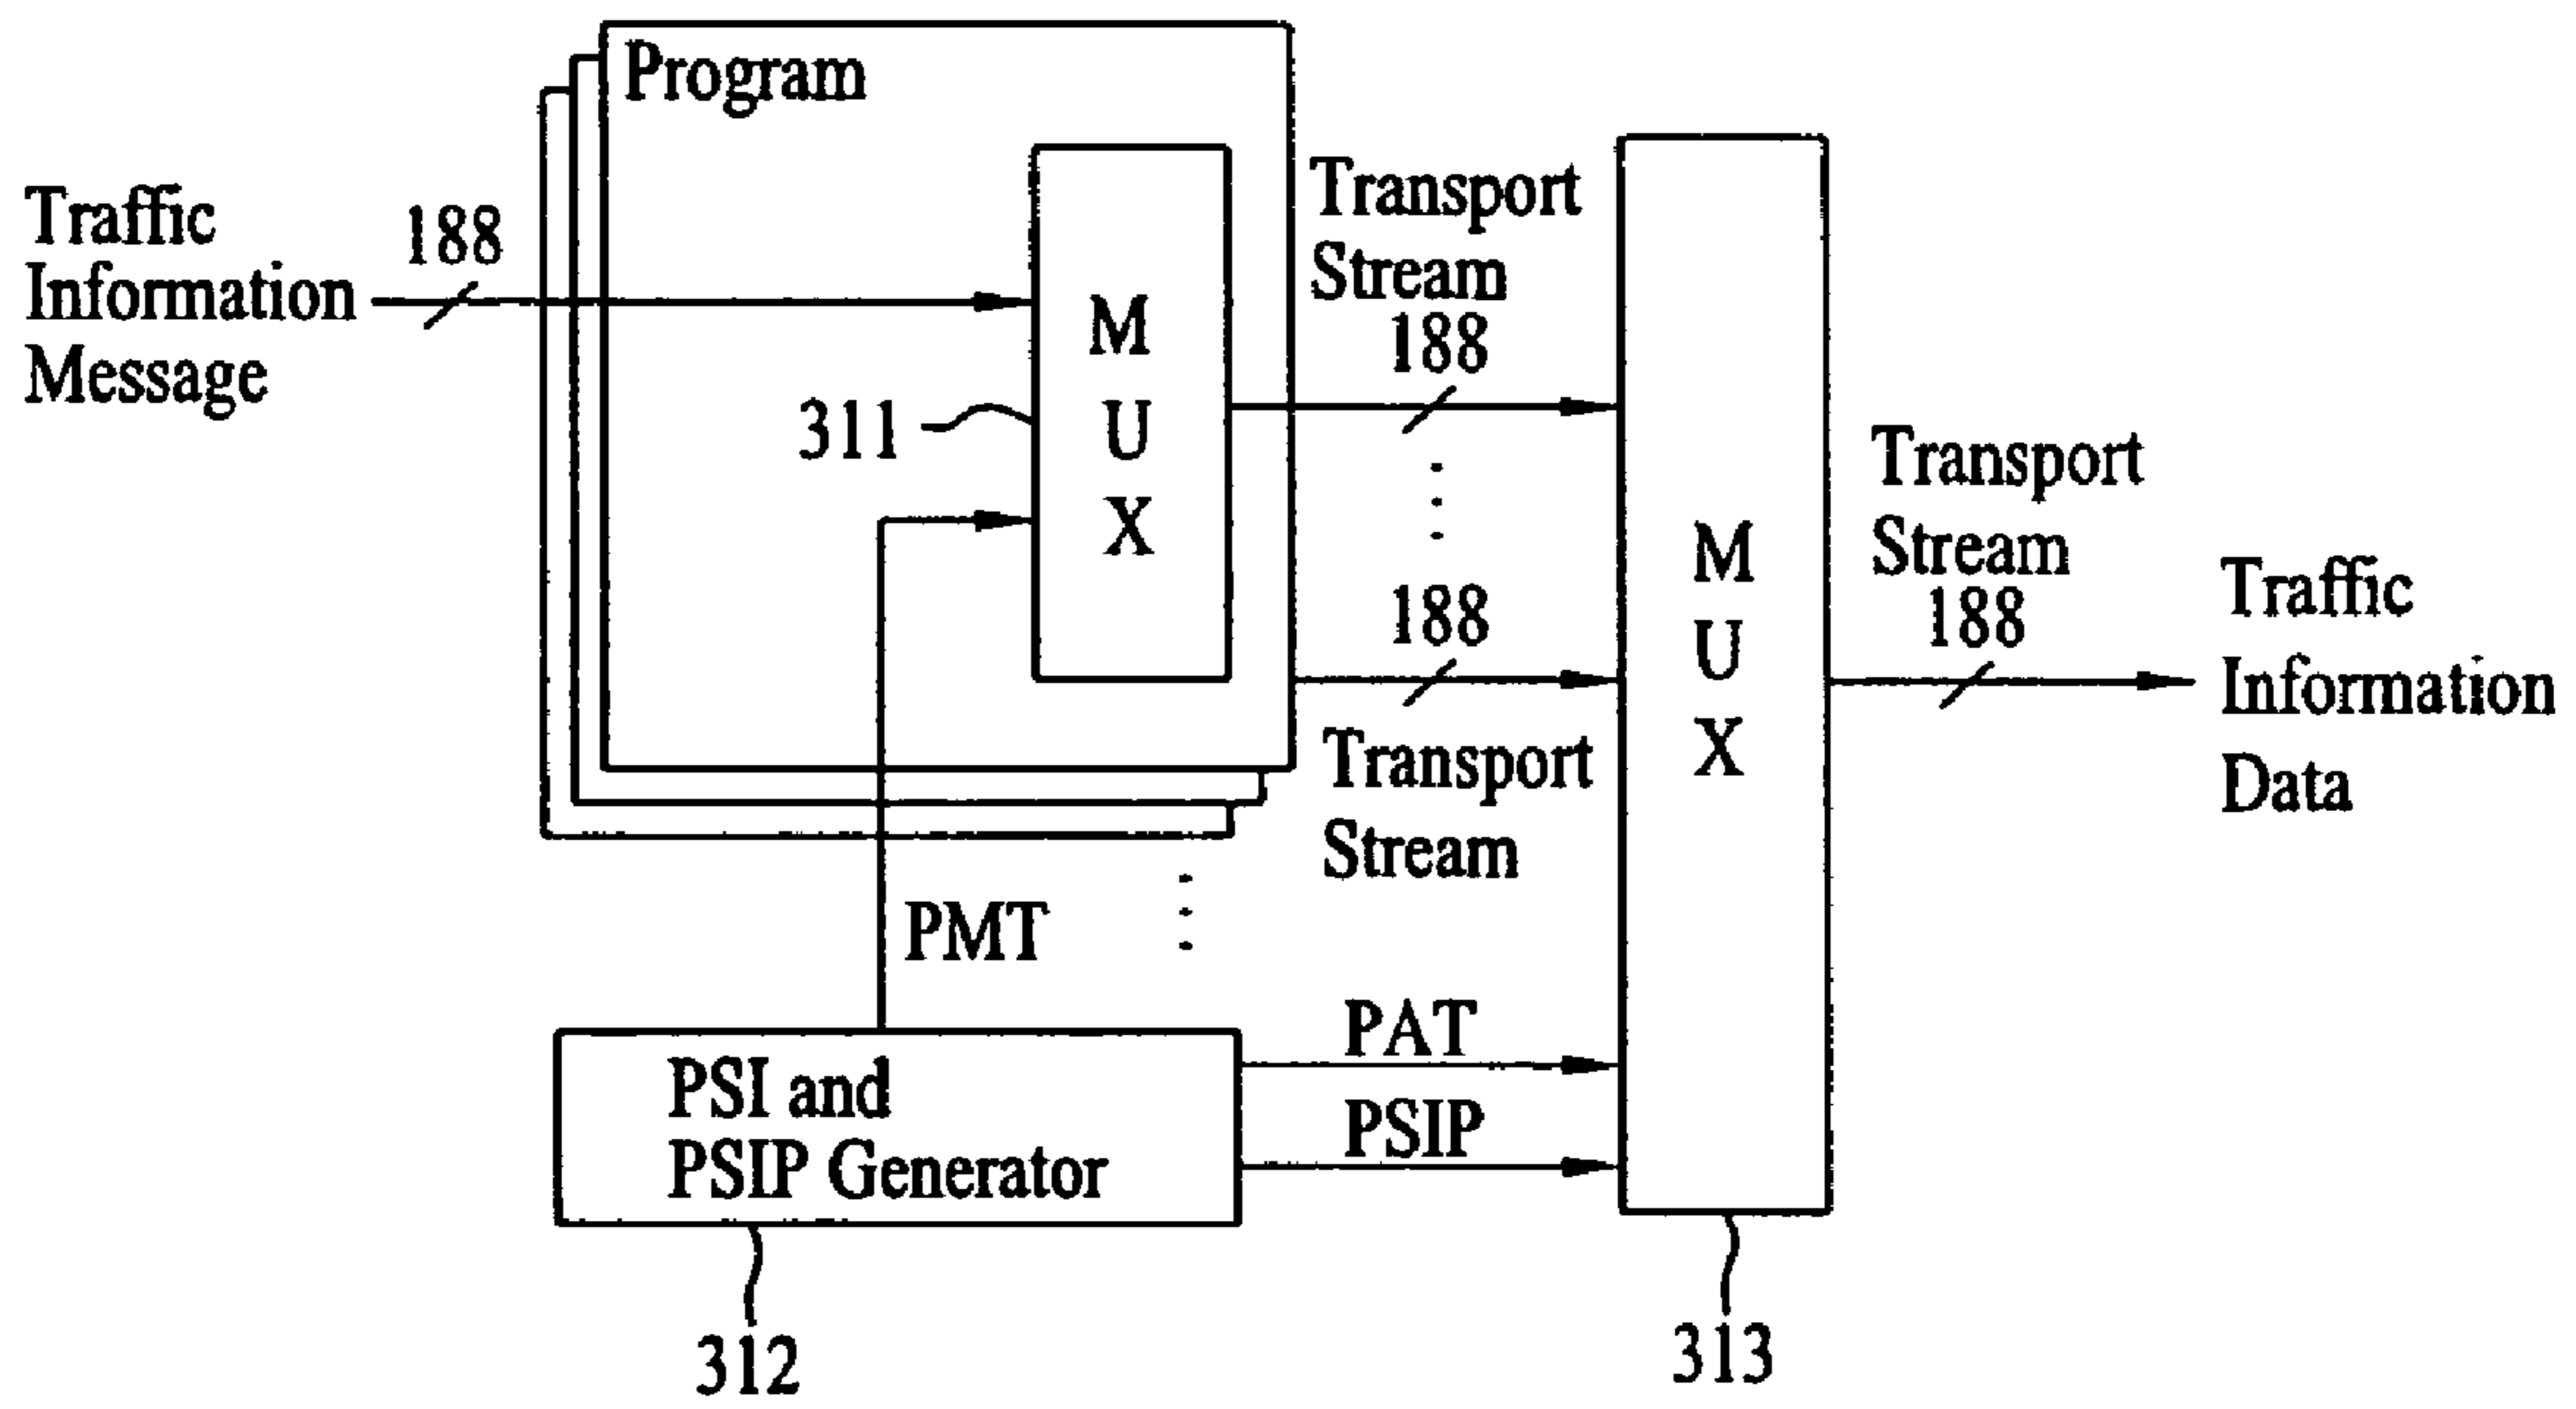 Program
Traffic
Information
Message
188
311
M
U
X
Transport
Stream
188
188
Transport
Stream
M
U
X
Transport
Stream
188
Traffic
Information
Data
PMT
PSI and
PSIP Generator
PAT
PSIP
312
313